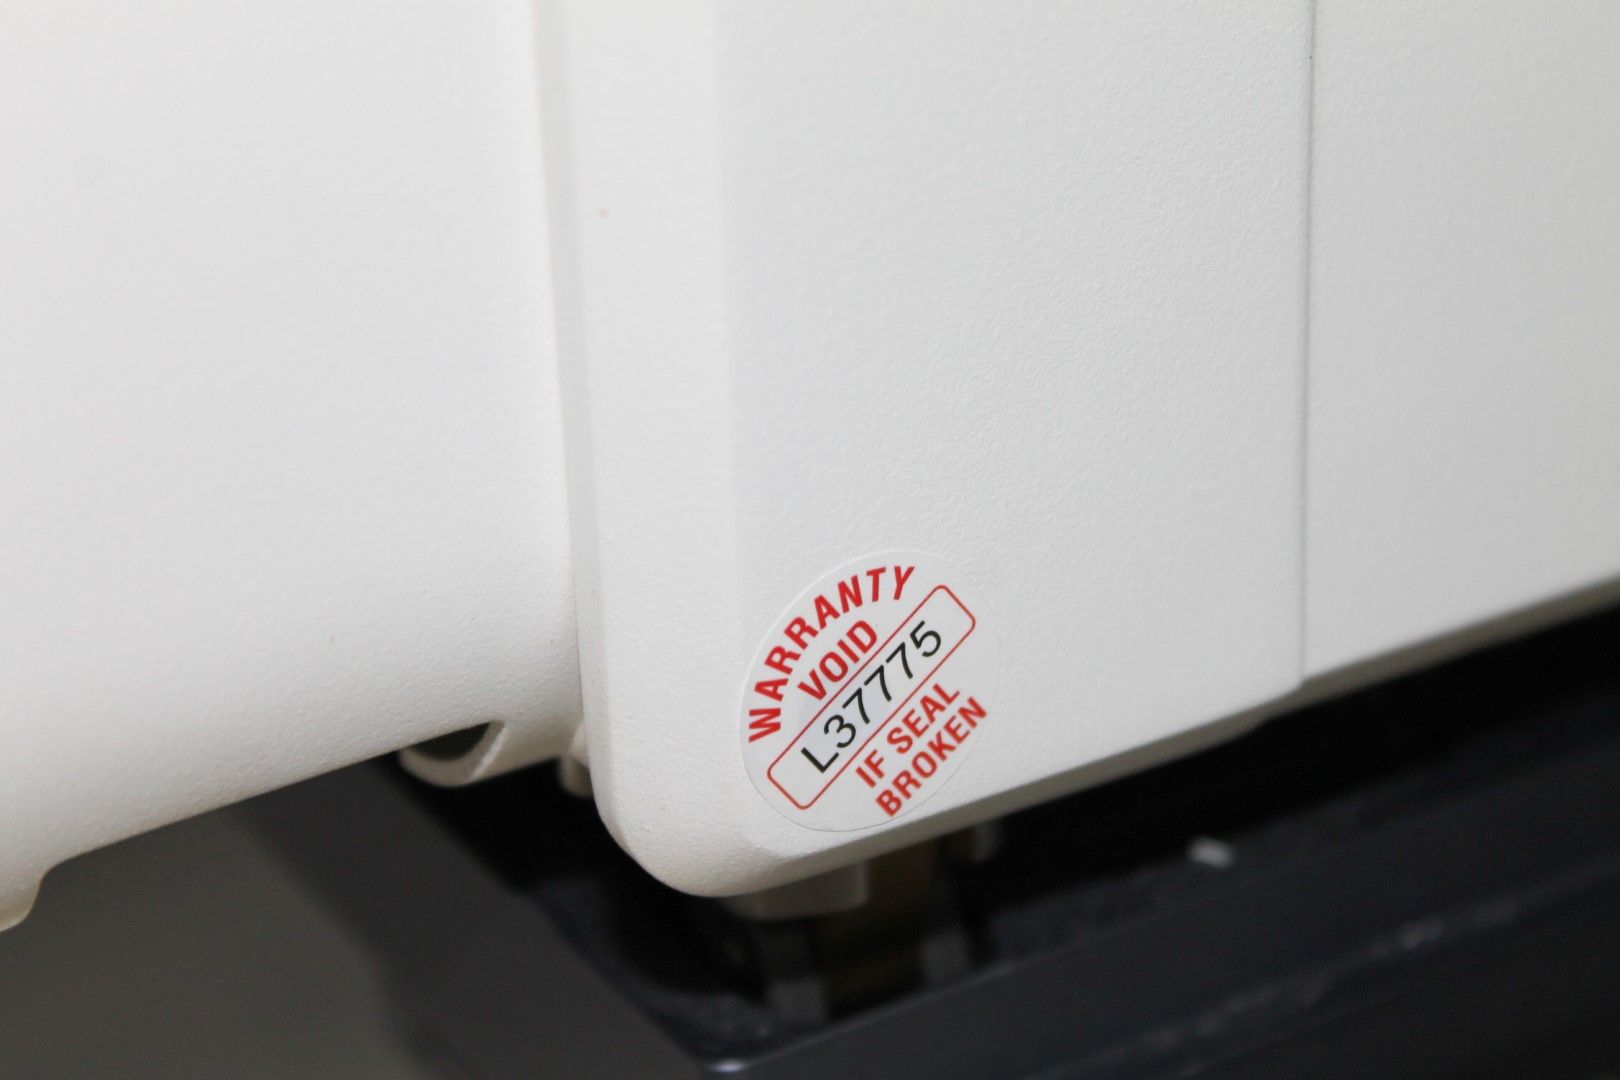 WARRANTY
VOID
L37775
IF SEAL
BROKEN